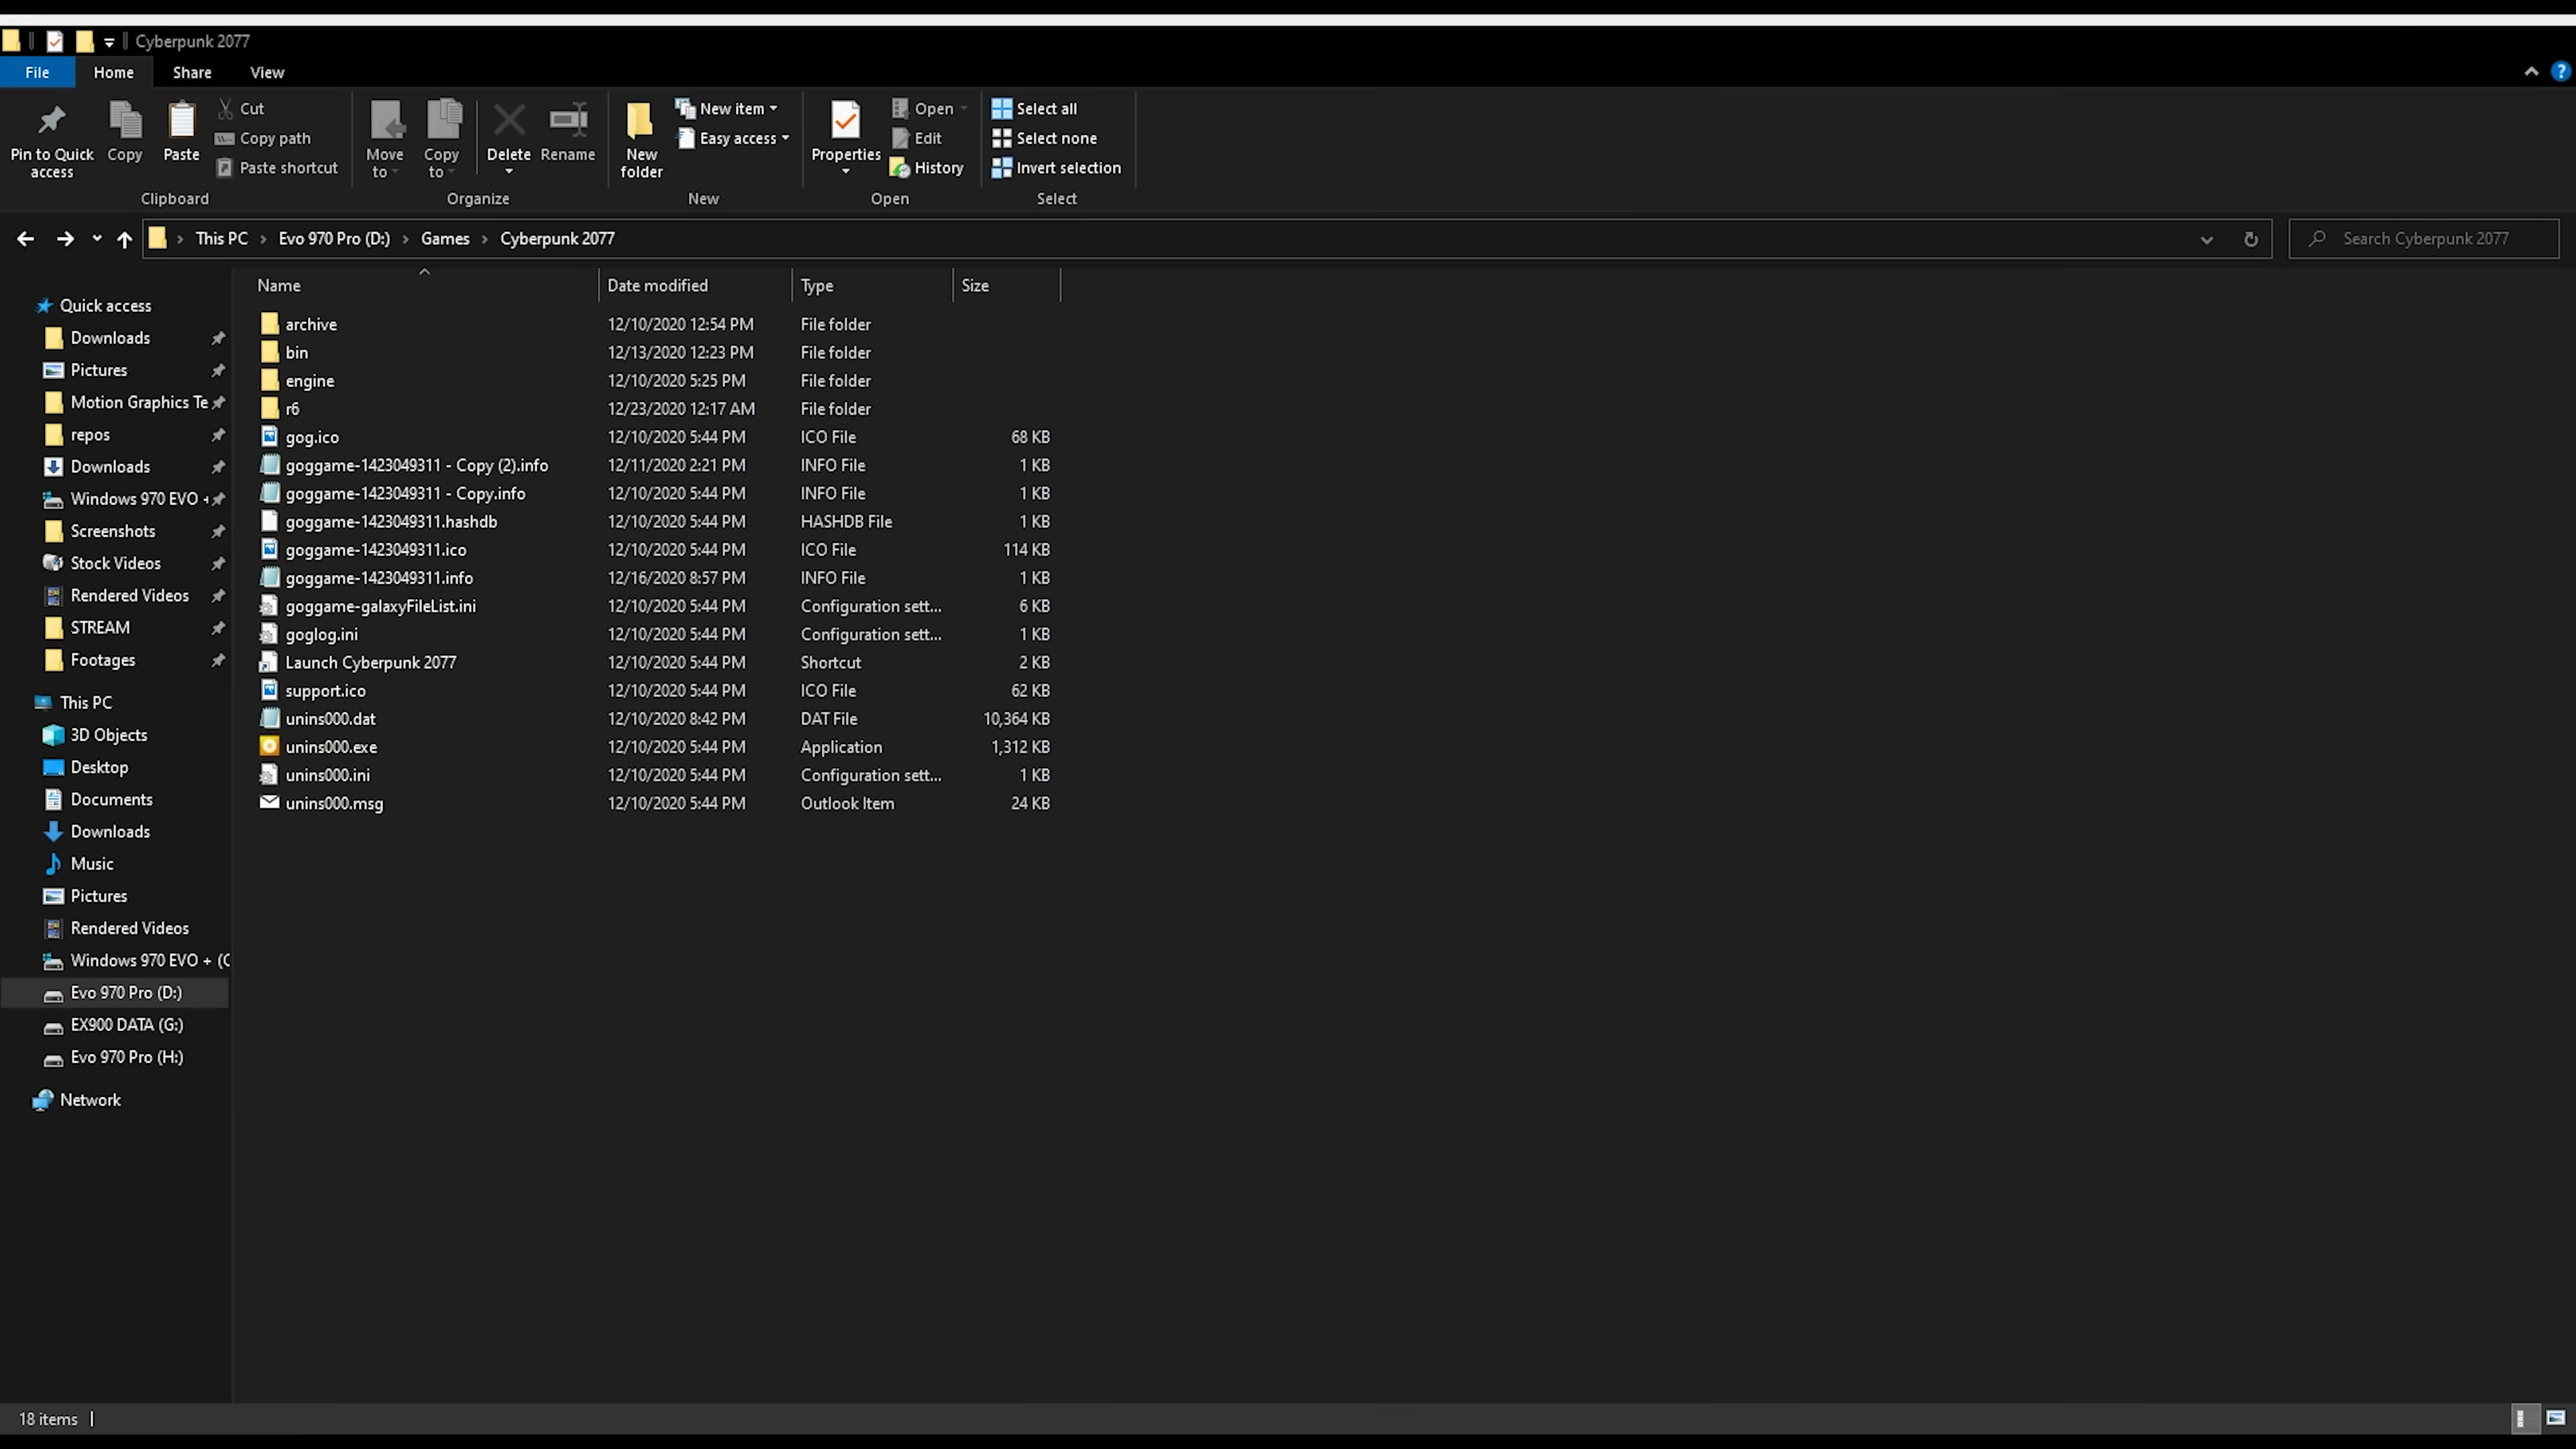 Cyberpunk 2077
File Home Share View
Pin to Quick access
Copy
Paste
Cut
Copy path
Paste shortcut
Clipboard
Move to
Copy to
Delete
Rename
Organize
New folder
New item
Easy access
New
Properties
Open
Edit
History
Open
Select all
Select none
Invert selection
Select
This PC > Evo 970 Pro (D:) > Games > Cyberpunk 2077
Search Cyberpunk 2077
Quick access
Downloads
Pictures
Motion Graphics Te
repos
Downloads
Windows 970 EVO +
Screenshots
Stock Videos
Rendered Videos
STREAM
Footages
This PC
3D Objects
Desktop
Documents
Downloads
Music
Pictures
Rendered Videos
Windows 970 EVO + (C
Evo 970 Pro (D:)
EX900 DATA (G:)
Evo 970 Pro (H:)
Network
Name Date modified Type Size
archive 12/10/2020 12:54 PM File folder
bin 12/13/2020 12:23 PM File folder
engine 12/10/2020 5:25 PM File folder
r6 12/23/2020 12:17 AM File folder
gog.ico 12/10/2020 5:44 PM ICO File 68 KB
goggame-1423049311 - Copy (2).info 12/11/2020 2:21 PM INFO File 1 KB
goggame-1423049311 - Copy.info 12/10/2020 5:44 PM INFO File 1 KB
goggame-1423049311.hashdb 12/10/2020 5:44 PM HASHDB File 1 KB
goggame-1423049311.ico 12/10/2020 5:44 PM ICO File 114 KB
goggame-1423049311.info 12/16/2020 8:57 PM INFO File 1 KB
goggame-galaxyFileList.ini 12/10/2020 5:44 PM Configuration sett... 6 KB
goglog.ini 12/10/2020 5:44 PM Configuration sett... 1 KB
Launch Cyberpunk 2077 12/10/2020 5:44 PM Shortcut 2 KB
support.ico 12/10/2020 5:44 PM ICO File 62 KB
unins000.dat 12/10/2020 8:42 PM DAT File 10,364 KB
unins000.exe 12/10/2020 5:44 PM Application 1,312 KB
unins000.ini 12/10/2020 5:44 PM Configuration sett... 1 KB
unins000.msg 12/10/2020 5:44 PM Outlook Item 24 KB
18 items